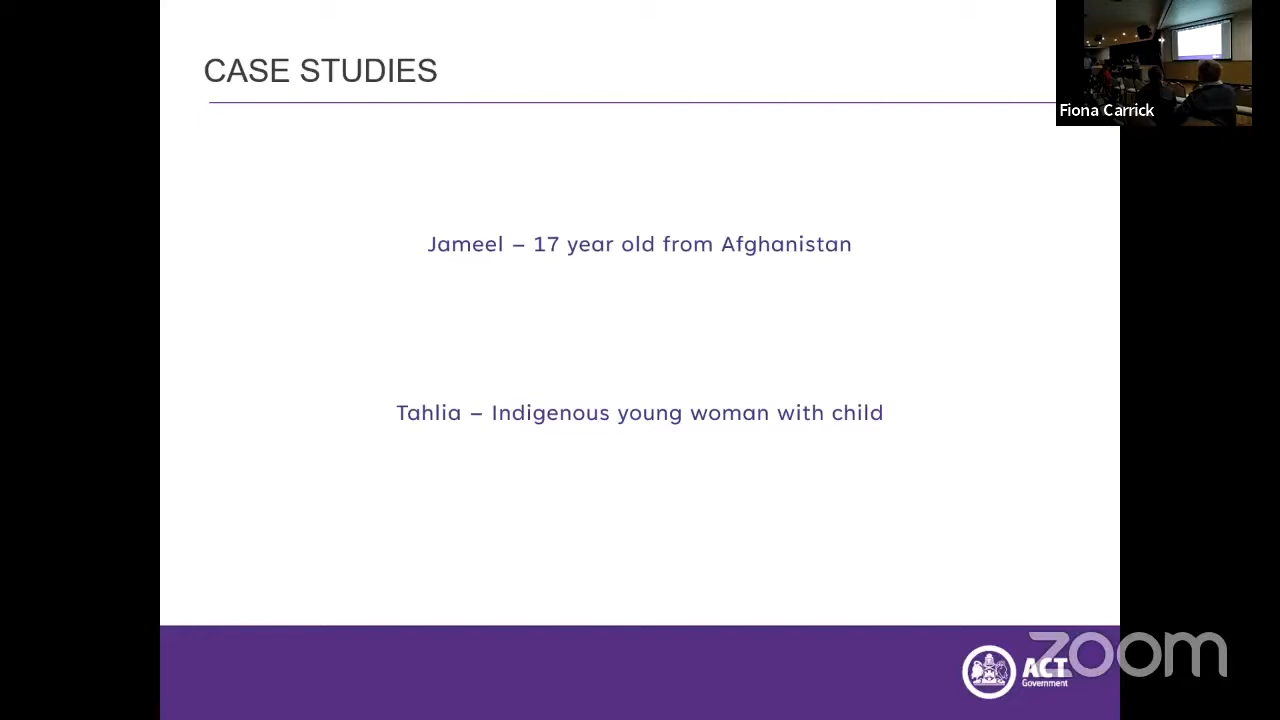 CASE STUDIES
Fiona Carrick
Jameel – 17 year old from Afghanistan
Tahlia – Indigenous young woman with child
ACT
Government
zoom